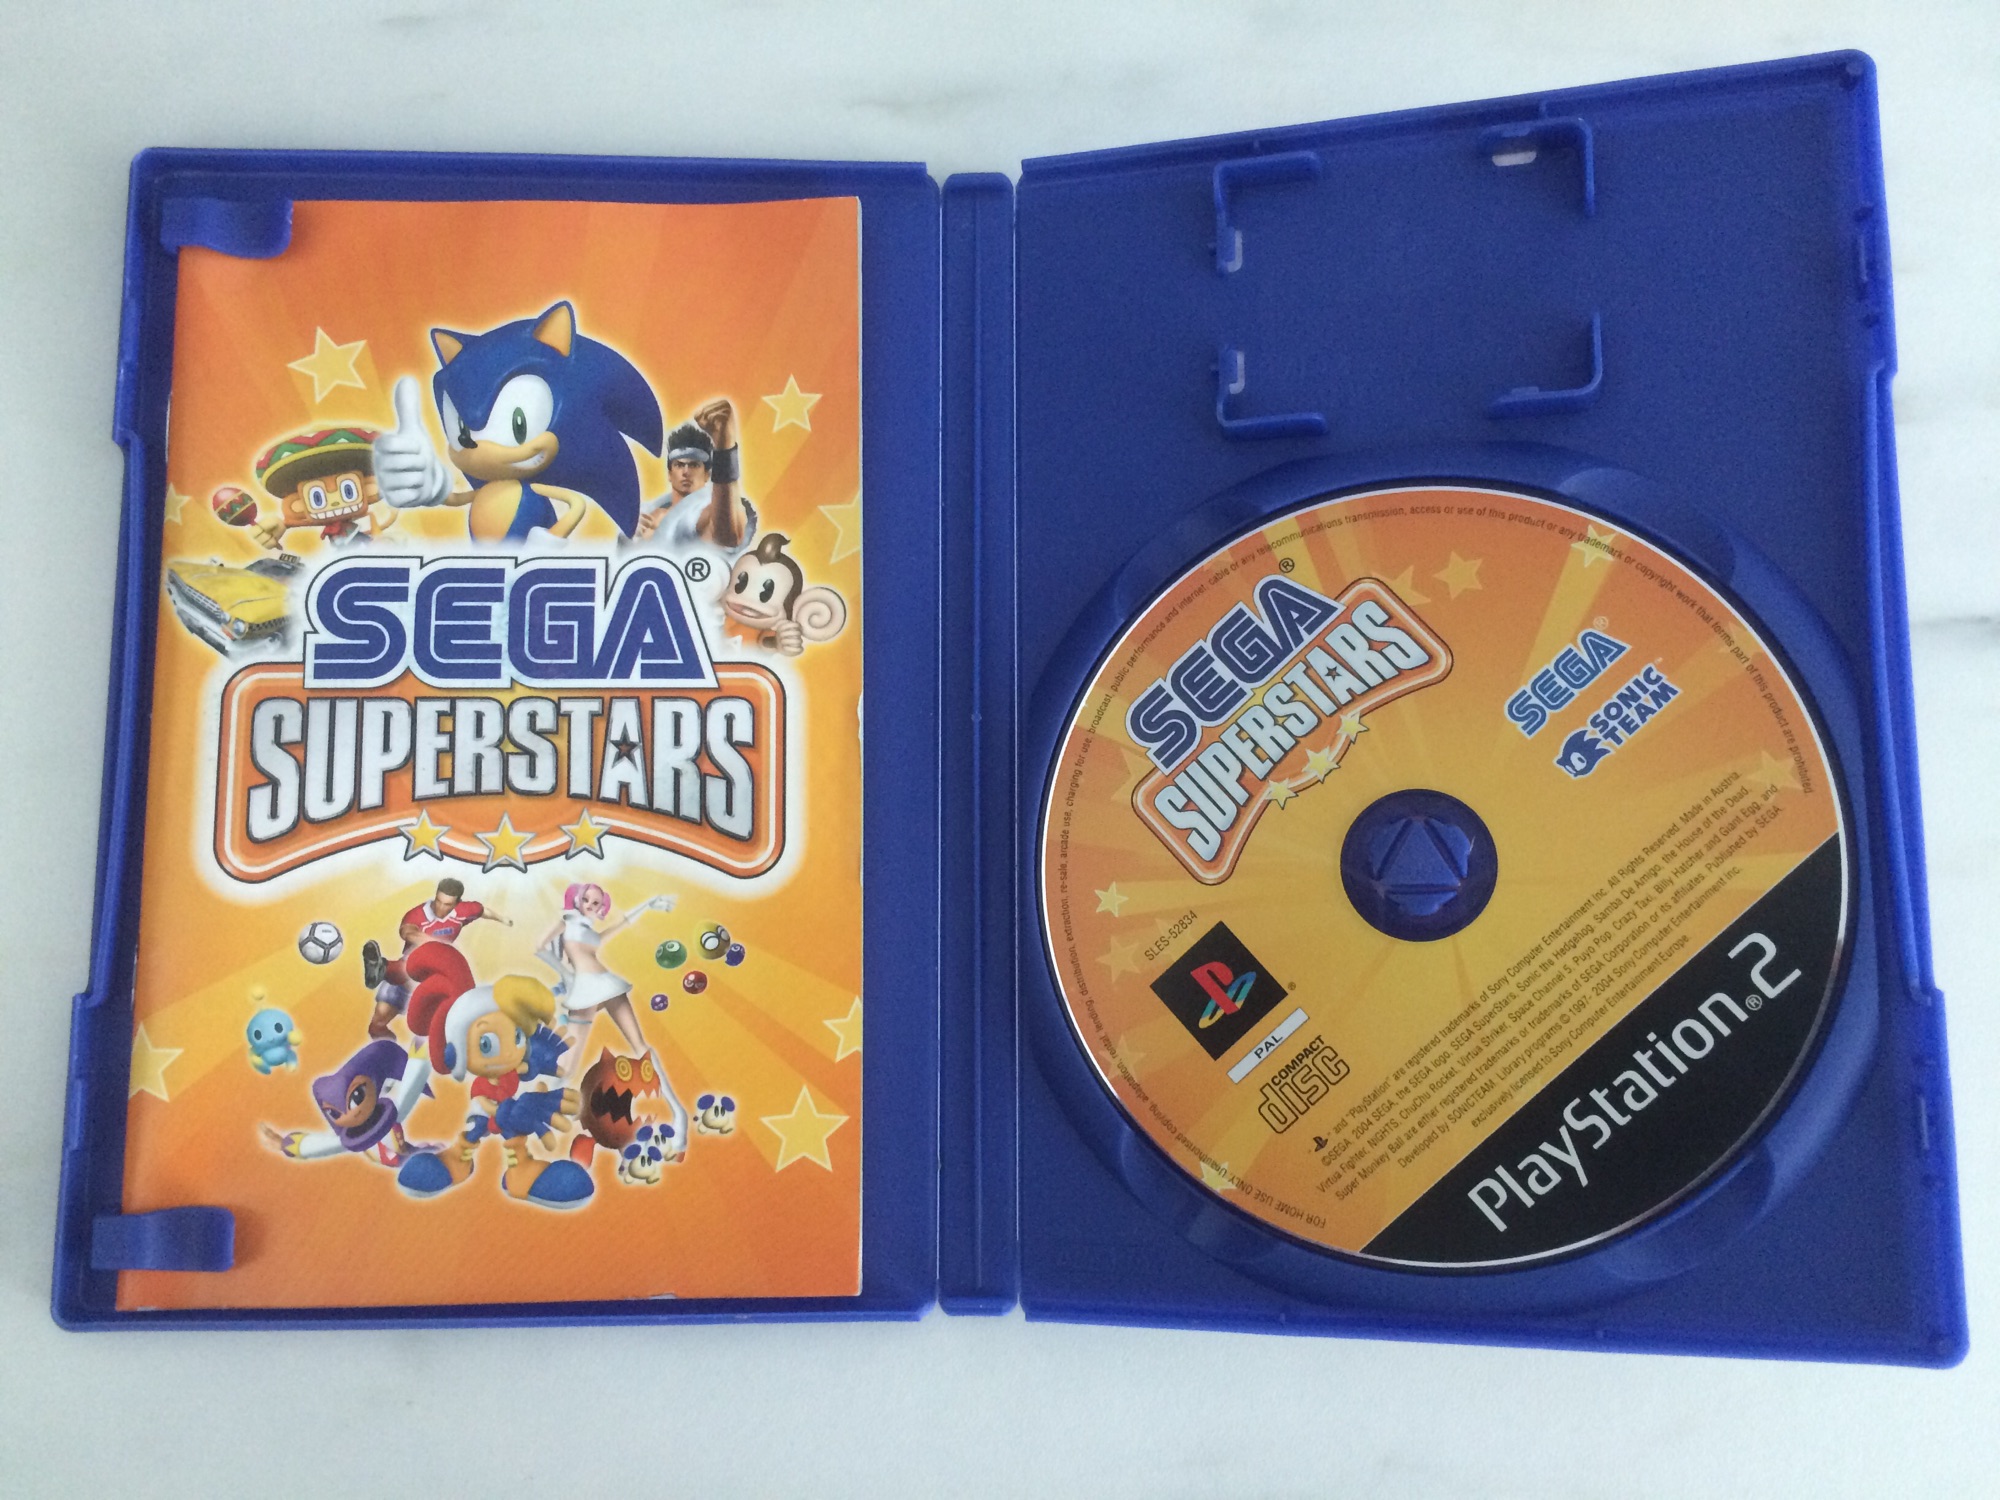 SEGA®
SUPERSTARS
TAXI
SEGA®
SUPERSTARS
SEGA®
SONIC
TEAM™
SLES-52834
PAL
COMPACT
disc
PlayStation®2
" and "PlayStation" are registered trademarks of Sony Computer Entertainment Inc. All Rights Reserved. Made in Austria.
©SEGA, 2004 SEGA, the SEGA logo, SEGA SuperStars, Sonic the Hedgehog, Samba De Amigo, the House of the Dead,
Virtua Fighter, NiGHTS, ChuChu Rocket, Virtua Striker, Space Channel 5, Puyo Pop, Crazy Taxi, Billy Hatcher and Giant Egg, and
Super Monkey Ball are either registered trademarks or trademarks of SEGA Corporation or its affiliates. Published by SEGA.
Developed by SONICTEAM. Library programs © 1997- 2004 Sony Computer Entertainment Inc.
exclusively licensed to Sony Computer Entertainment Europe
FOR HOME USE ONLY. Unauthorised copying, adaptation, rental, lending, distribution, extraction, re-sale, arcade use, charging for use, broadcast, public performance and internet, cable or any telecommunications transmission, access or use of this product or any trademark or copyright work that forms part of this product are prohibited.